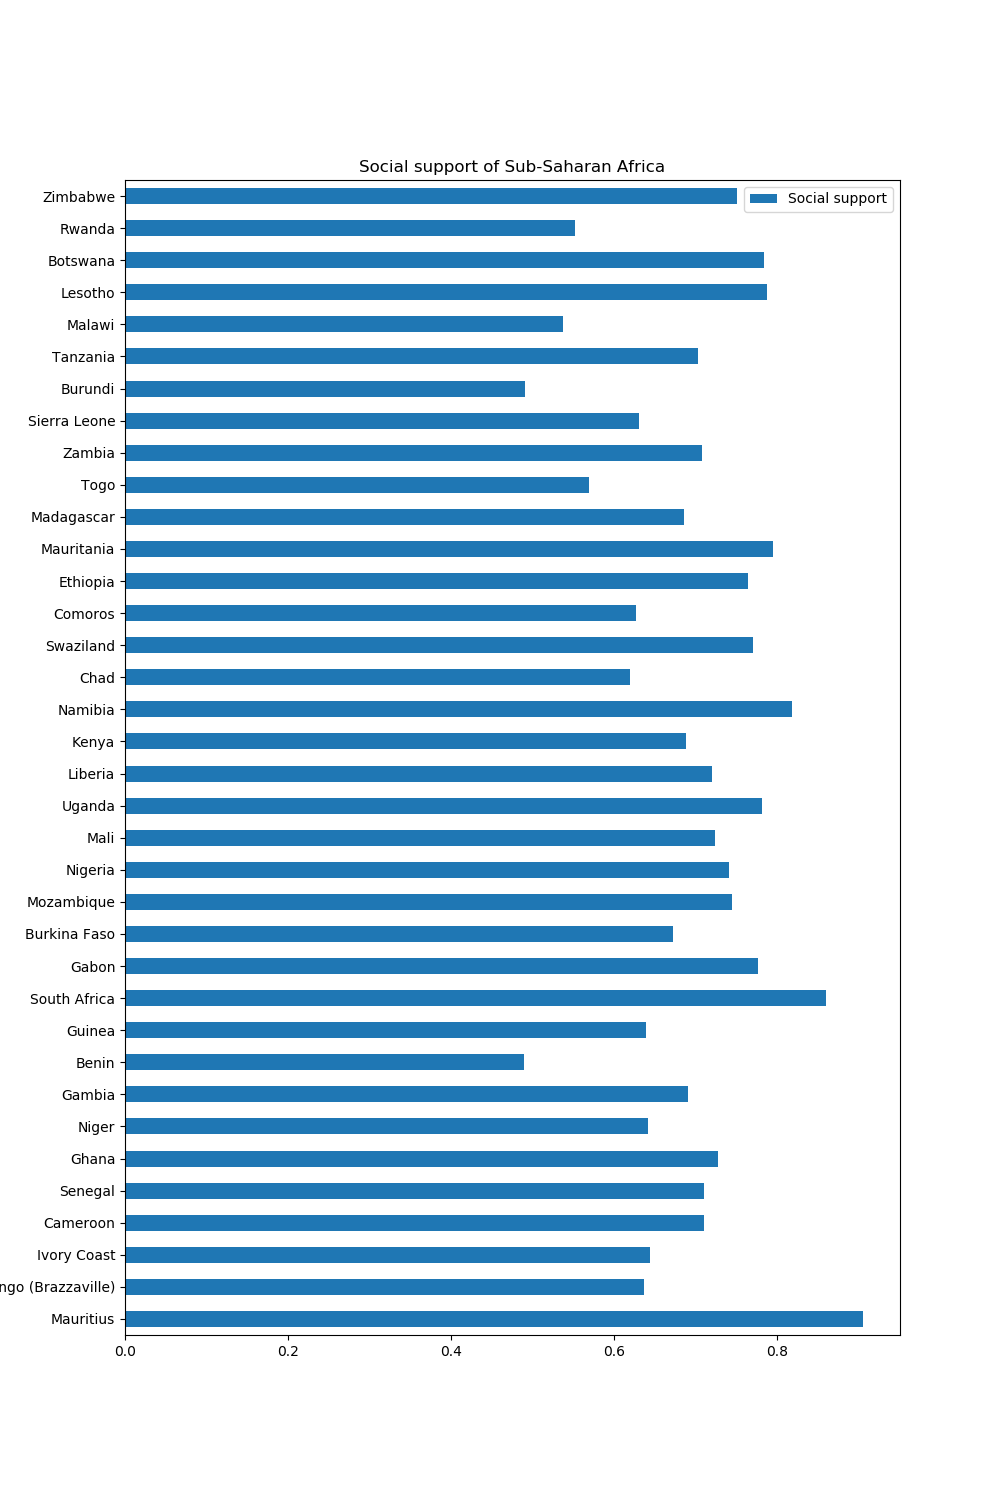 Social support of Sub-Saharan Africa
Social support
Zimbabwe
Rwanda
Botswana
Lesotho
Malawi
Tanzania
Burundi
Sierra Leone
Zambia
Togo
Madagascar
Mauritania
Ethiopia
Comoros
Swaziland
Chad
Namibia
Kenya
Liberia
Uganda
Mali
Nigeria
Mozambique
Burkina Faso
Gabon
South Africa
Guinea
Benin
Gambia
Niger
Ghana
Senegal
Cameroon
Ivory Coast
ngo (Brazzaville)
Mauritius
0.0 0.2 0.4 0.6 0.8